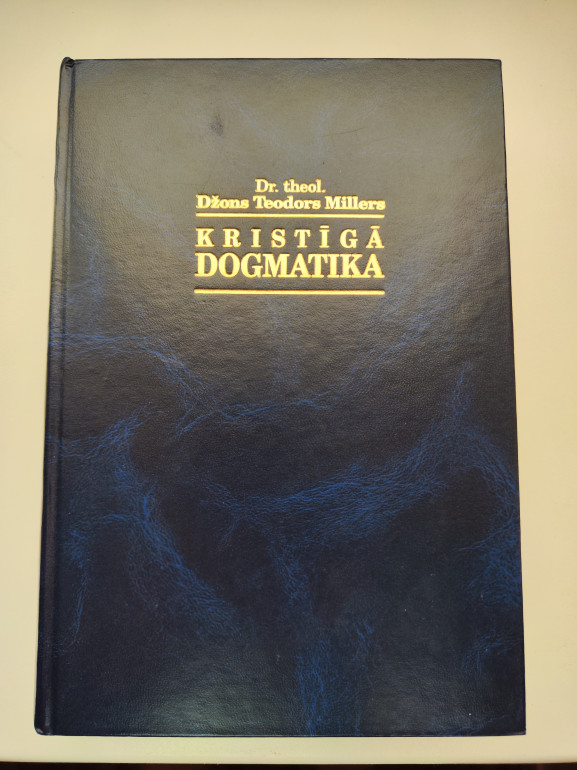 Dr. theol.
Džons Teodors Millers
KRISTĪGĀ
DOGMATIKA